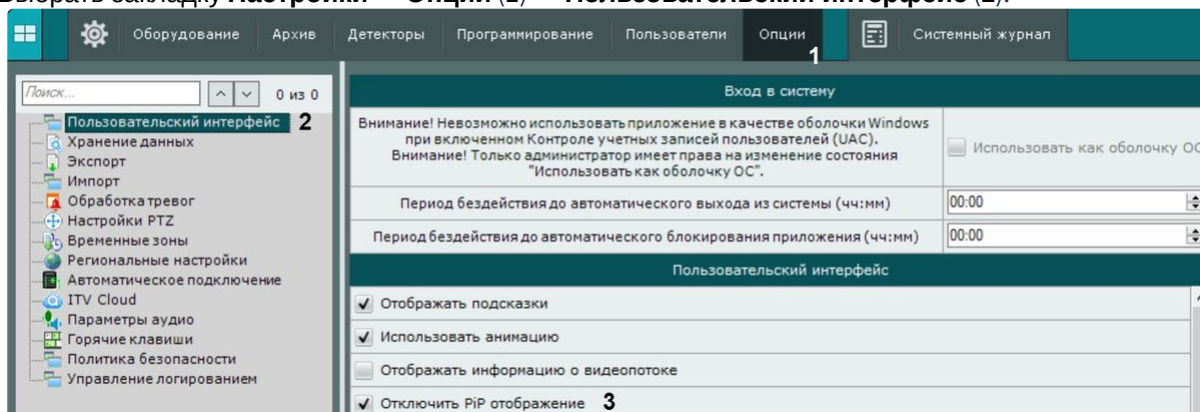 Выбрать закладку Настройки -> Опции (1) -> Пользовательский интерфейс (2).
Оборудование Архив Детекторы Программирование Пользователи Опции Системный журнал
1
Поиск... 0 из 0
Пользовательский интерфейс 2
Хранение данных
Экспорт
Импорт
Обработка тревог
Настройки PTZ
Временные зоны
Региональные настройки
Автоматическое подключение
ITV Cloud
Параметры аудио
Горячие клавиши
Политика безопасности
Управление логированием
Вход в систему
Внимание! Невозможно использовать приложение в качестве оболочки Windows
при включенном Контроле учетных записей пользователей (UAC).
Внимание! Только администратор имеет права на изменение состояния
"Использовать как оболочку ОС".
Использовать как оболочку ОС
Период бездействия до автоматического выхода из системы (чч:мм) 00:00
Период бездействия до автоматического блокирования приложения (чч:мм) 00:00
Пользовательский интерфейс
Отображать подсказки
Использовать анимацию
Отображать информацию о видеопотоке
Отключить PiP отображение 3